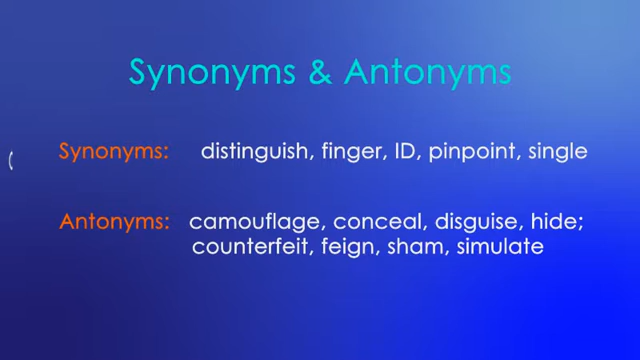 Synonyms & Antonyms
Synonyms: distinguish, finger, ID, pinpoint, single
Antonyms: camouflage, conceal, disguise, hide;
counterfeit, feign, sham, simulate